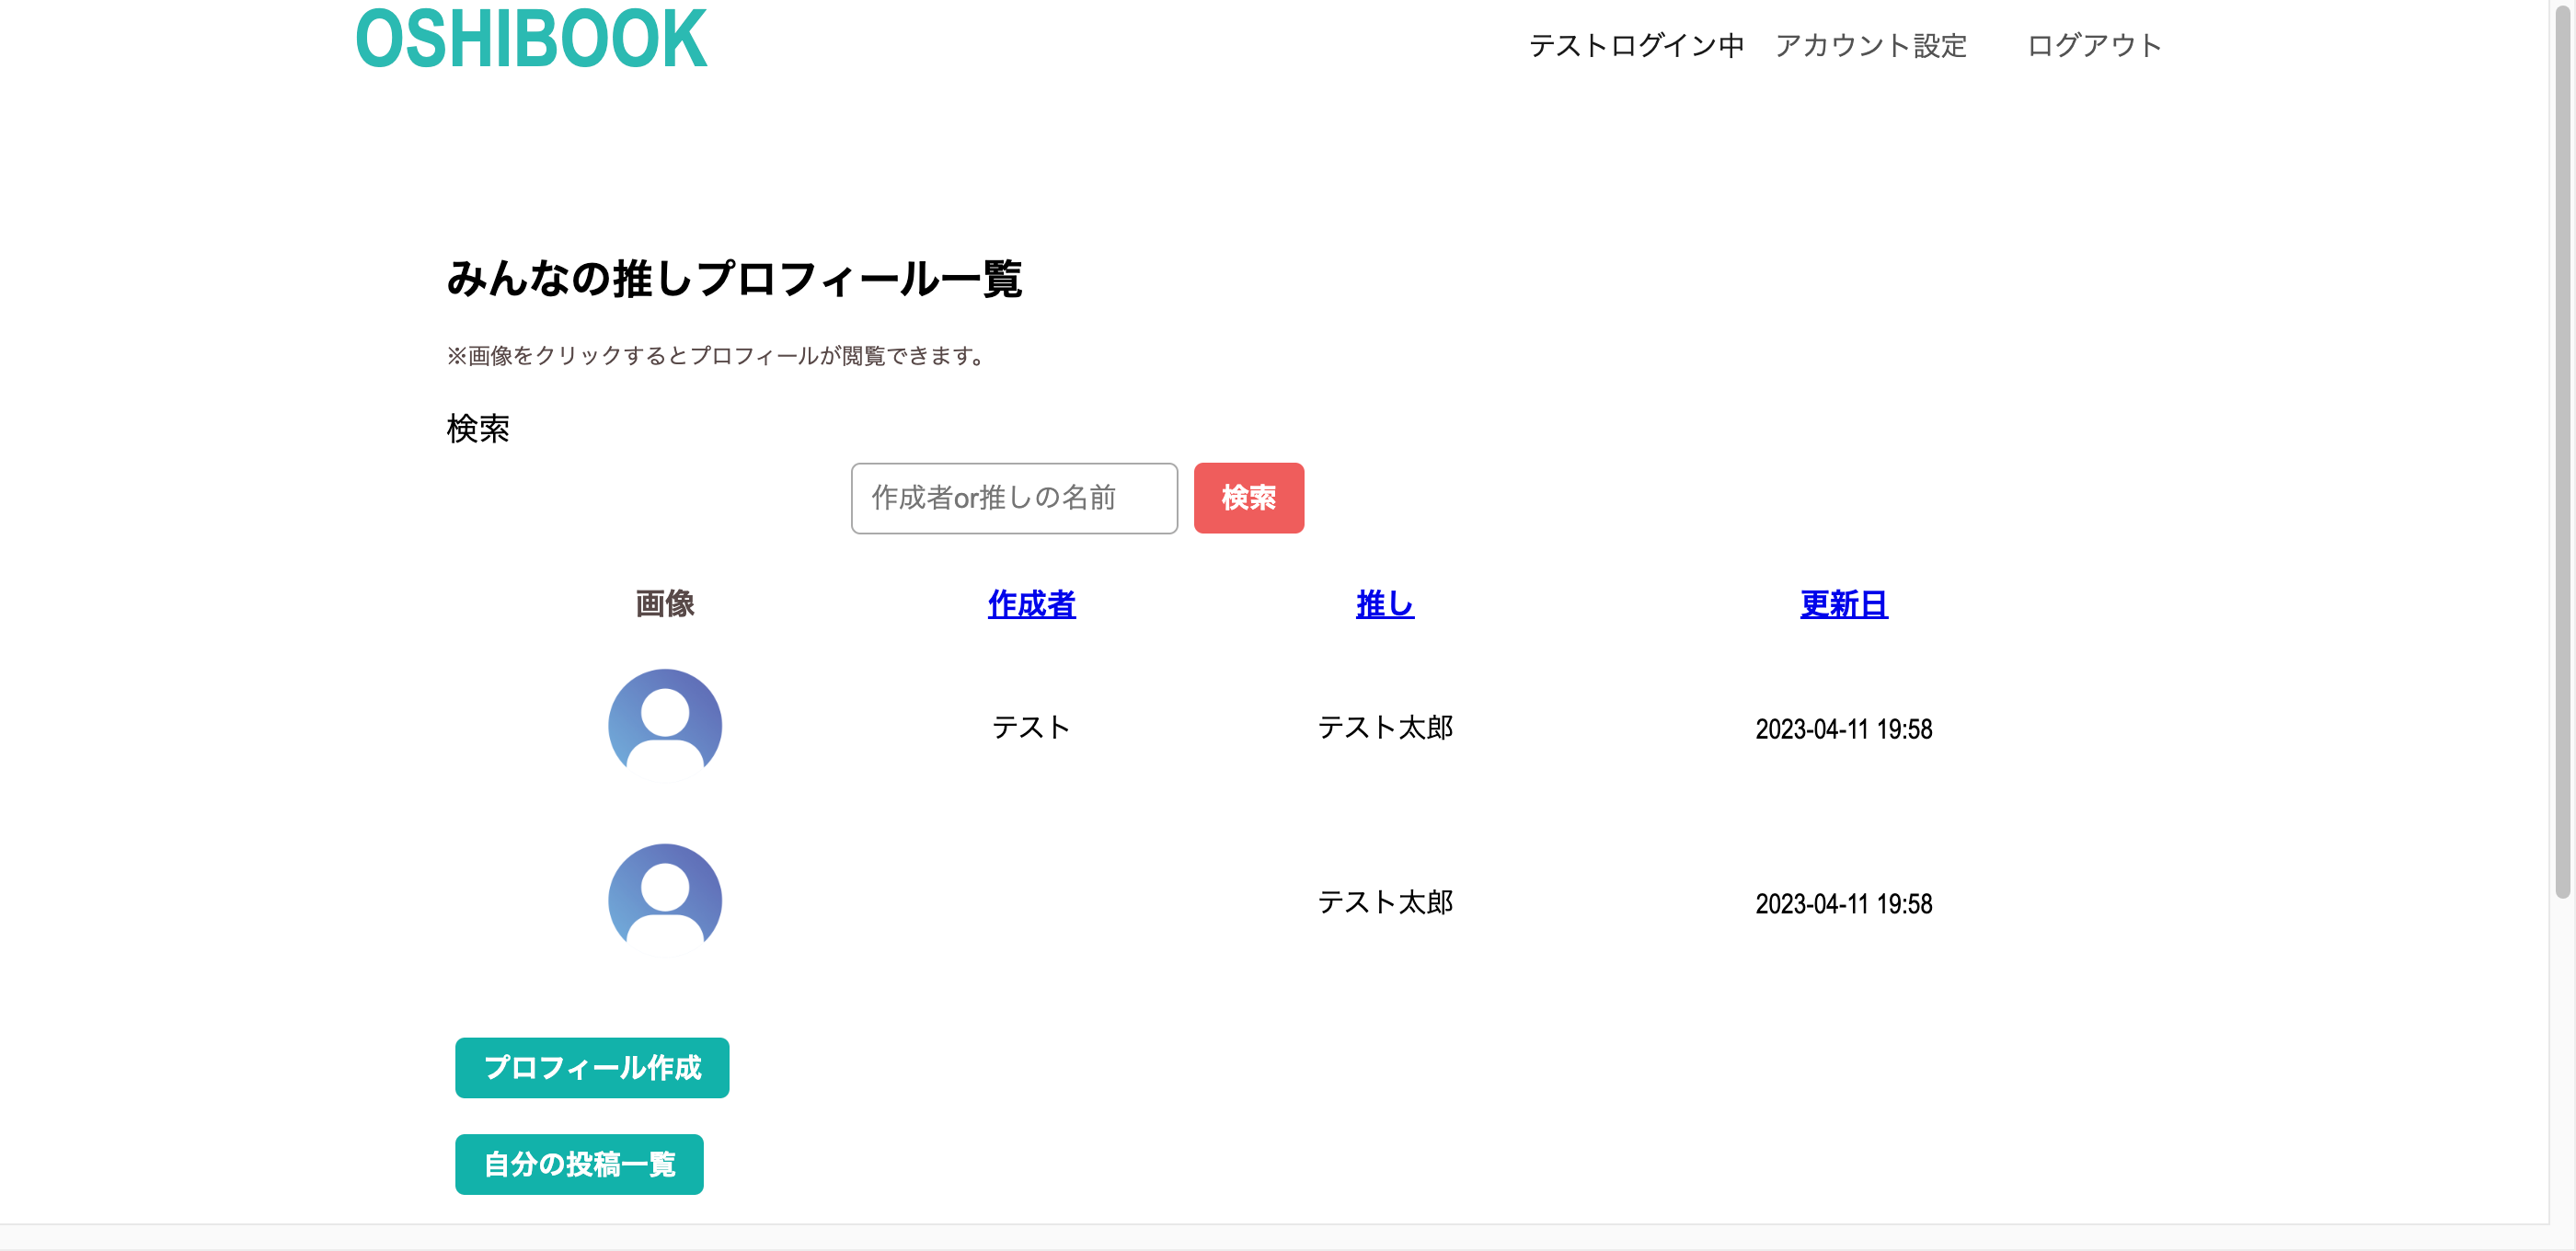 OSHIBOOK
テストログイン中 アカウント設定 ログアウト
みんなの推しプロフィール一覧
※画像をクリックするとプロフィールが閲覧できます。
検索
作成者or推しの名前 検索
画像 作成者 推し 更新日
テスト テスト太郎 2023-04-11 19:58
テスト太郎 2023-04-11 19:58
プロフィール作成
自分の投稿一覧